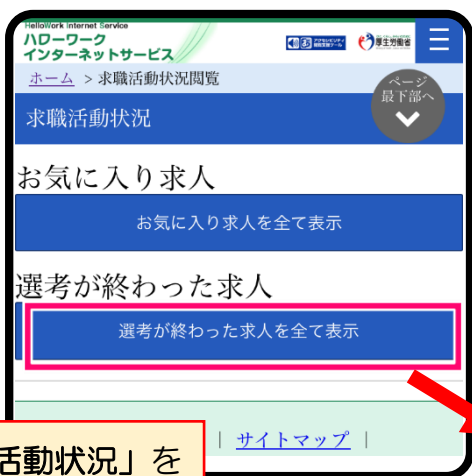 HelloWork Internet Service
ハローワーク
インターネットサービス
厚生労働省
ホーム > 求職活動状況閲覧
ページ
最下部へ
求職活動状況
お気に入り求人
お気に入り求人を全て表示
選考が終わった求人
選考が終わった求人を全て表示
| サイトマップ |
活動状況」を